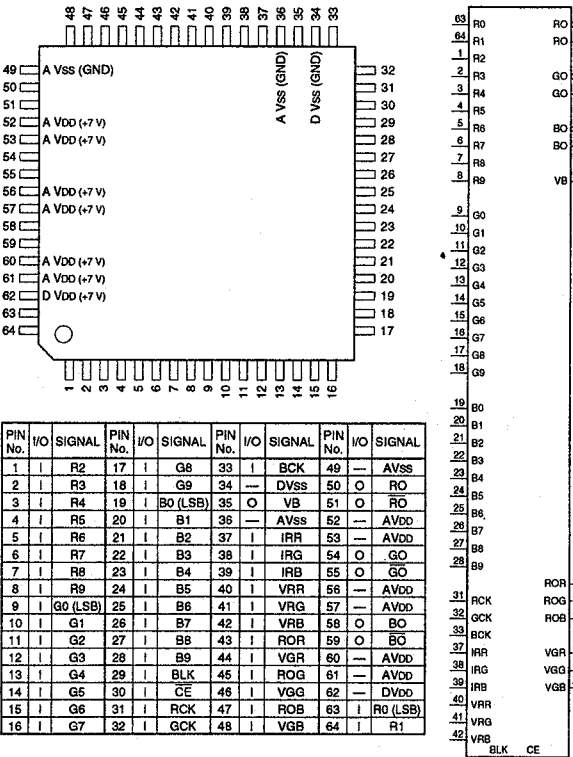 48 47 46 45 44 43 42 41 40 39 38 37 36 35 34 33
49 A Vss (GND)
50
51
52 A VDD (+7 V)
53 A VDD (+7 V)
54
55
56 A VDD (+7 V)
57 A VDD (+7 V)
58
59
60 A VDD (+7 V)
61 A VDD (+7 V)
62 D VDD (+7 V)
63
64
A Vss (GND)
D Vss (GND)
32
31
30
29
28
27
26
25
24
23
22
21
20
19
18
17
1 2 3 4 5 6 7 8 9 10 11 12 13 14 15 16
PIN No. I/O SIGNAL PIN No. I/O SIGNAL PIN No. I/O SIGNAL PIN No. I/O SIGNAL
1 I R2 17 I G8 33 I BCK 49 — AVss
2 I R3 18 I G9 34 — DVss 50 O RO
3 I R4 19 I B0 (LSB) 35 O VB 51 O R̅O̅
4 I R5 20 I B1 36 — AVss 52 — AVDD
5 I R6 21 I B2 37 I IRR 53 — AVDD
6 I R7 22 I B3 38 I IRG 54 O GO
7 I R8 23 I B4 39 I IRB 55 O G̅O̅
8 I R9 24 I B5 40 I VRR 56 — AVDD
9 I G0 (LSB) 25 I B6 41 I VRG 57 — AVDD
10 I G1 26 I B7 42 I VRB 58 O BO
11 I G2 27 I B8 43 I ROR 59 O B̅O̅
12 I G3 28 I B9 44 I VGR 60 — AVDD
13 I G4 29 I BLK 45 I ROG 61 — AVDD
14 I G5 30 I C̅E̅ 46 I VGG 62 — DVDD
15 I G6 31 I RCK 47 I ROB 63 I R0 (LSB)
16 I G7 32 I GCK 48 I VGB 64 I R1
63 R0 RO
64 R1 RO
1 R2
2 R3 GO
3 R4 GO
4 R5
5 R6 BO
6 R7 BO
7 R8
8 R9 VB
9 G0
10 G1
11 G2
12 G3
13 G4
14 G5
15 G6
16 G7
17 G8
18 G9
19 B0
20 B1
21 B2
22 B3
23 B4
24 B5
25 B6
26 B7
27 B8
28 B9
ROR
31 RCK ROG
32 GCK ROB
33 BCK
37 IRR VGR
38 IRG VGG
39 IRB VGB
40 VRR
41 VRG
42 VRB
BLK CE